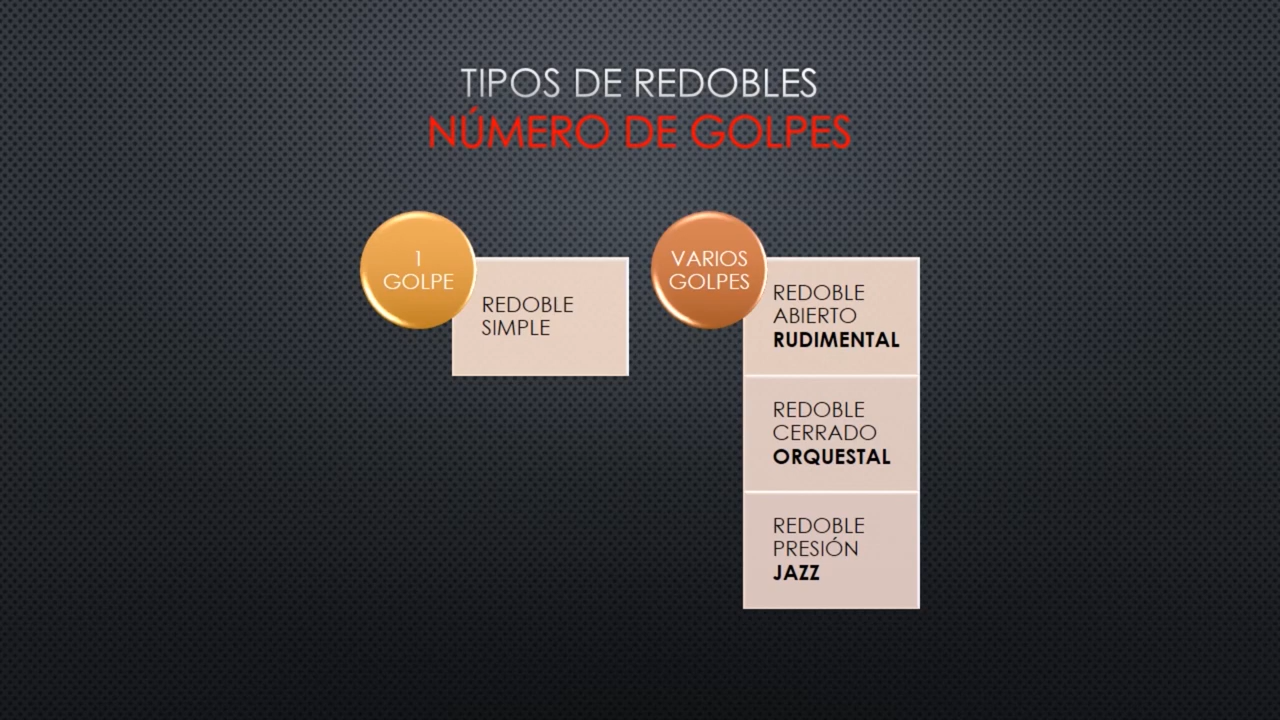 TIPOS DE REDOBLES
NÚMERO DE GOLPES
1
GOLPE
REDOBLE
SIMPLE
VARIOS
GOLPES
REDOBLE
ABIERTO
RUDIMENTAL
REDOBLE
CERRADO
ORQUESTAL
REDOBLE
PRESIÓN
JAZZ